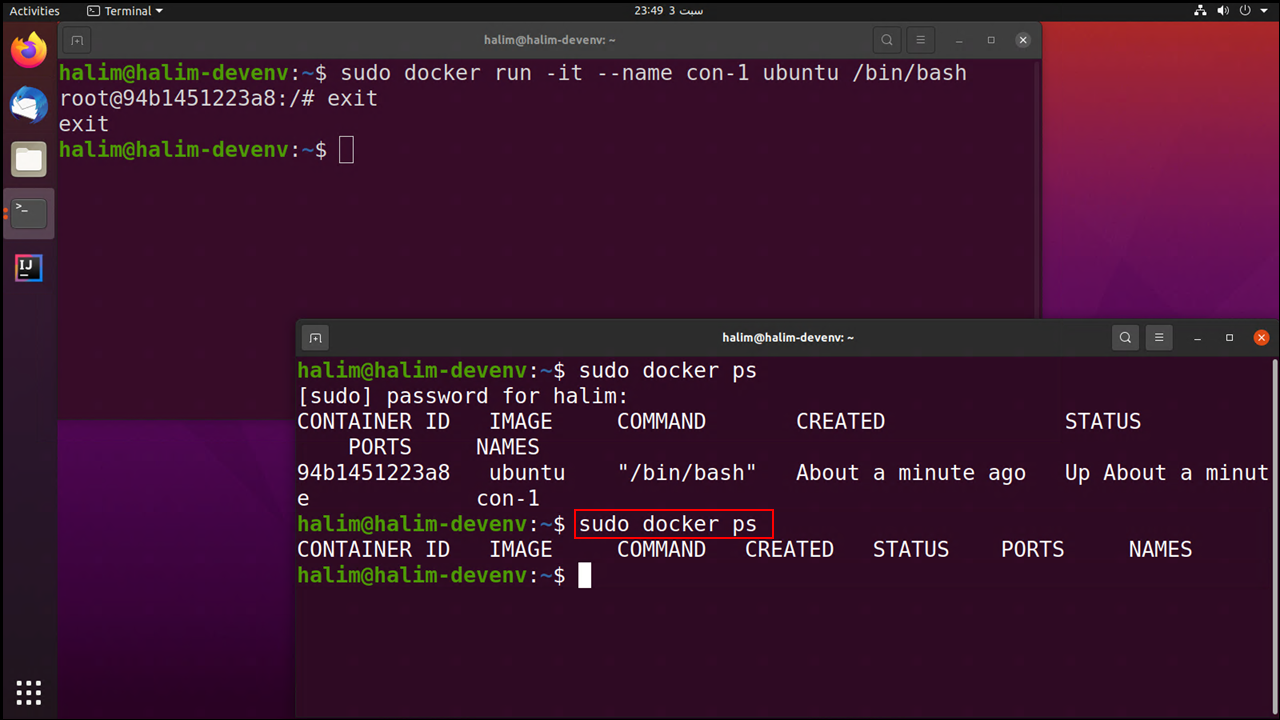 Activities Terminal 23:49 3 سبت
halim@halim-devenv: ~
halim@halim-devenv:~$ sudo docker run -it --name con-1 ubuntu /bin/bash
root@94b1451223a8:/# exit
exit
halim@halim-devenv:~$
IJ
halim@halim-devenv: ~
halim@halim-devenv:~$ sudo docker ps
[sudo] password for halim:
CONTAINER ID IMAGE COMMAND CREATED STATUS
PORTS NAMES
94b1451223a8 ubuntu "/bin/bash" About a minute ago Up About a minut
e con-1
halim@halim-devenv:~$ sudo docker ps
CONTAINER ID IMAGE COMMAND CREATED STATUS PORTS NAMES
halim@halim-devenv:~$